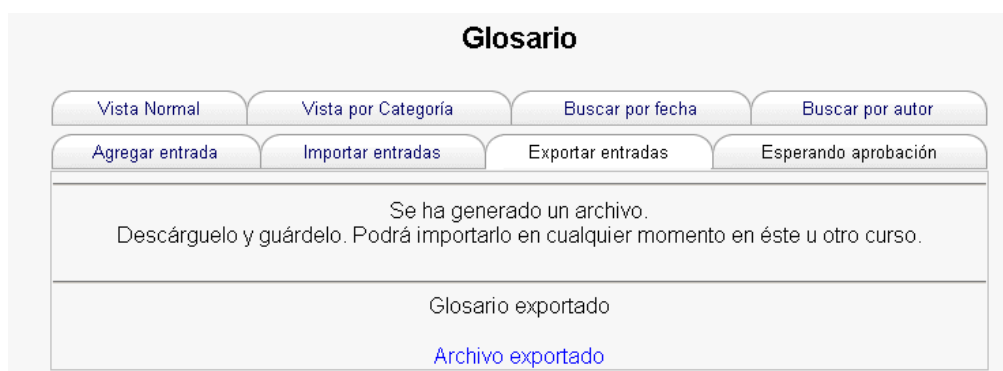 Glosario
Vista Normal Vista por Categoría Buscar por fecha Buscar por autor
Agregar entrada Importar entradas Exportar entradas Esperando aprobación
Se ha generado un archivo.
Descárguelo y guárdelo. Podrá importarlo en cualquier momento en éste u otro curso.
Glosario exportado
Archivo exportado